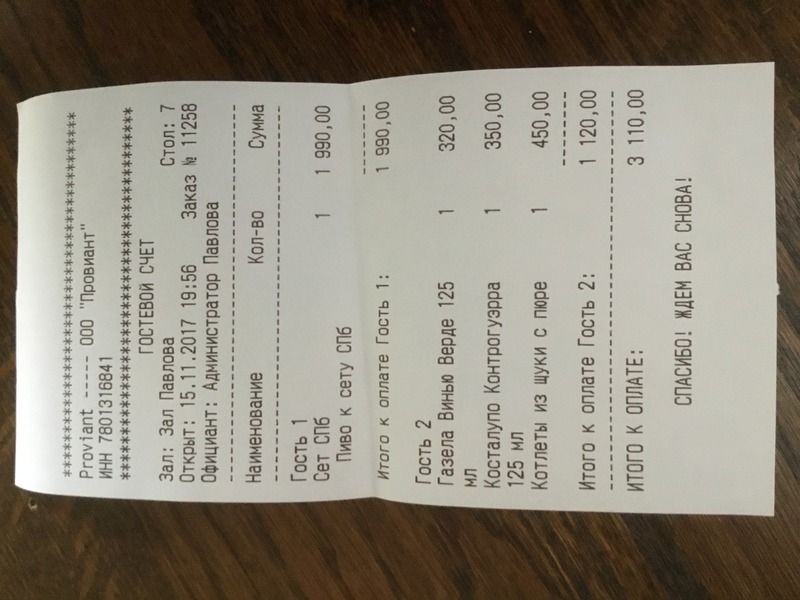 ************************************************
Proviant ----- ООО "Провиант"
ИНН 7801316841
************************************************
ГОСТЕВОЙ СЧЕТ
Зал: Зал Павлова Стол: 7
Открыт: 15.11.2017 19:56 Заказ № 11258
Официант: Администратор Павлова
------------------------------------------------
Наименование Кол-во Сумма
------------------------------------------------
Гость 1
Сет СПб 1 1 990,00
Пиво к сету СПб
--------
Итого к оплате Гость 1: 1 990,00
Гость 2
Газела Винью Верде 125 1 320,00
мл
Косталупо Контрогуэрра 1 350,00
125 мл
Котлеты из щуки с пюре 1 450,00
--------
Итого к оплате Гость 2: 1 120,00
------------------------------------------------
ИТОГО К ОПЛАТЕ: 3 110,00
СПАСИБО! ЖДЕМ ВАС СНОВА!